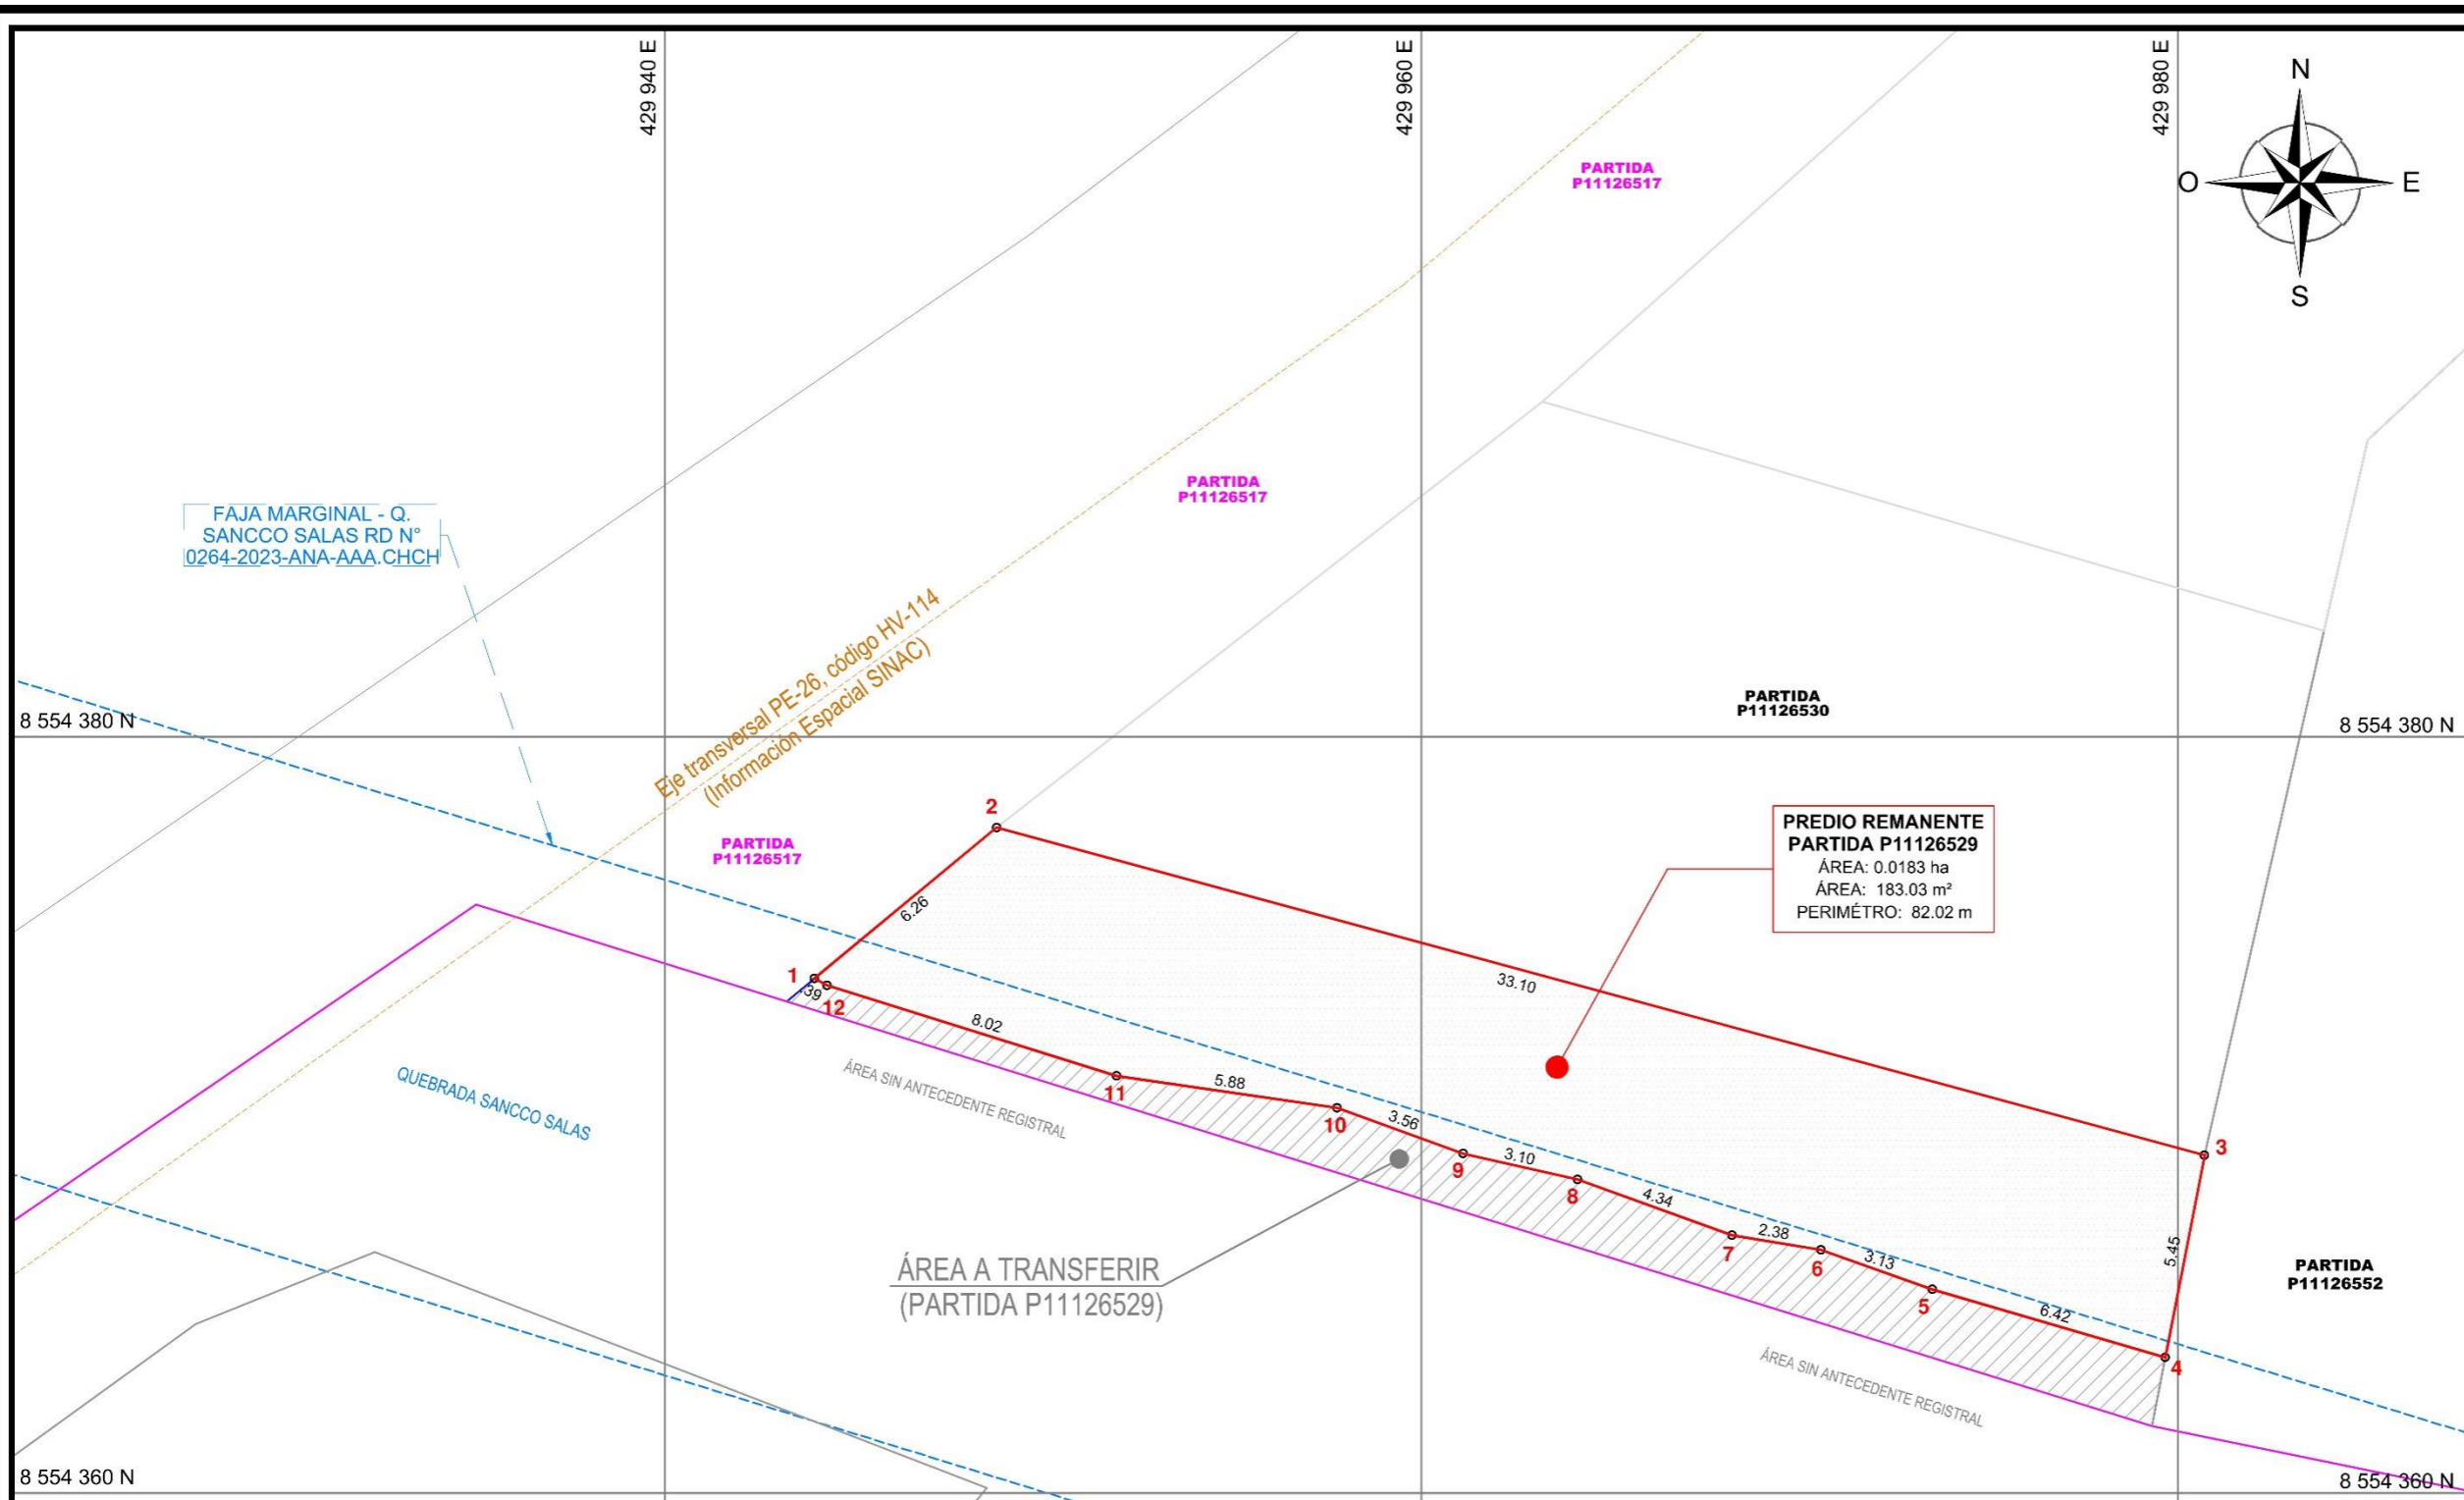 429 940 E
429 960 E
429 980 E
N
O
E
S
PARTIDA
P11126517
PARTIDA
P11126517
FAJA MARGINAL - Q.
SANCCO SALAS RD N°
0264-2023-ANA-AAA.CHCH
Eje transversal PE-26, código HV-114
(Información Espacial SINAC)
PARTIDA
P11126530
8 554 380 N
8 554 380 N
PARTIDA
P11126517
2
PREDIO REMANENTE
PARTIDA P11126529
ÁREA: 0.0183 ha
ÁREA: 183.03 m²
PERIMÉTRO: 82.02 m
6.26
1
.39
12
33.10
8.02
ÁREA SIN ANTECEDENTE REGISTRAL
QUEBRADA SANCCO SALAS
11
5.88
10
3.56
9
3.10
8
4.34
7
2.38
6
3.13
5
6.42
4
5.45
3
PARTIDA
P11126552
ÁREA A TRANSFERIR
(PARTIDA P11126529)
ÁREA SIN ANTECEDENTE REGISTRAL
8 554 360 N
8 554 360 N